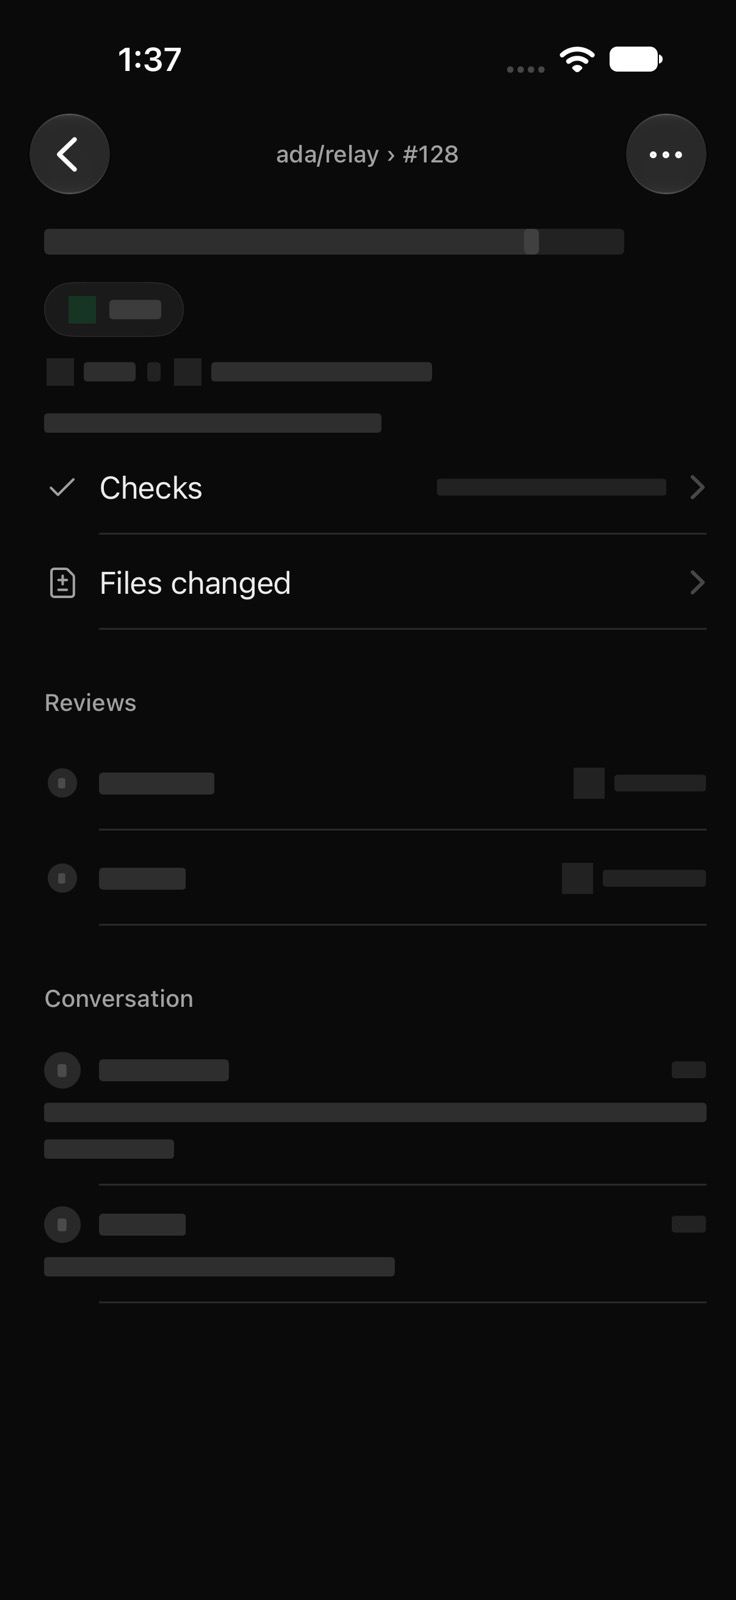 1:37
ada/relay › #128
Checks
Files changed
Reviews
Conversation